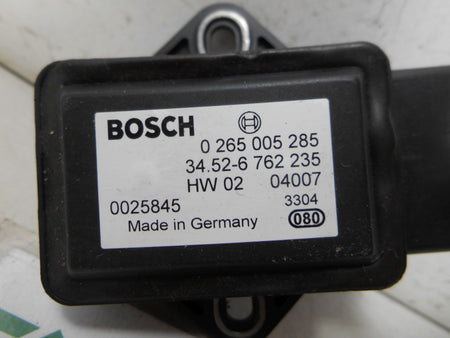 BOSCH
0 265 005 285
34.52-6 762 235
HW 02 04007
0025845 3304
Made in Germany 080